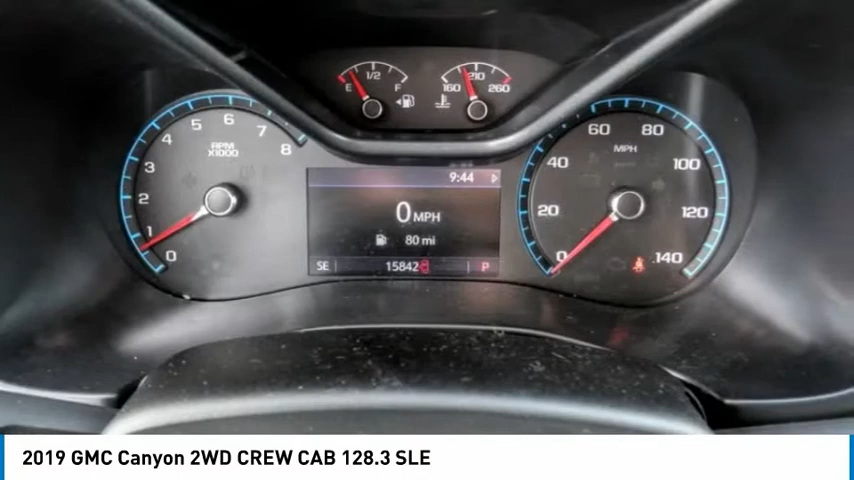 E 1/2 F
160 210 260
0 1 2 3 4 5 6 7 8
RPM
X1000
9:44
0 MPH
80 mi
SE 15842 P
0 20 40 60 80 100 120 140
MPH
2019 GMC Canyon 2WD CREW CAB 128.3 SLE